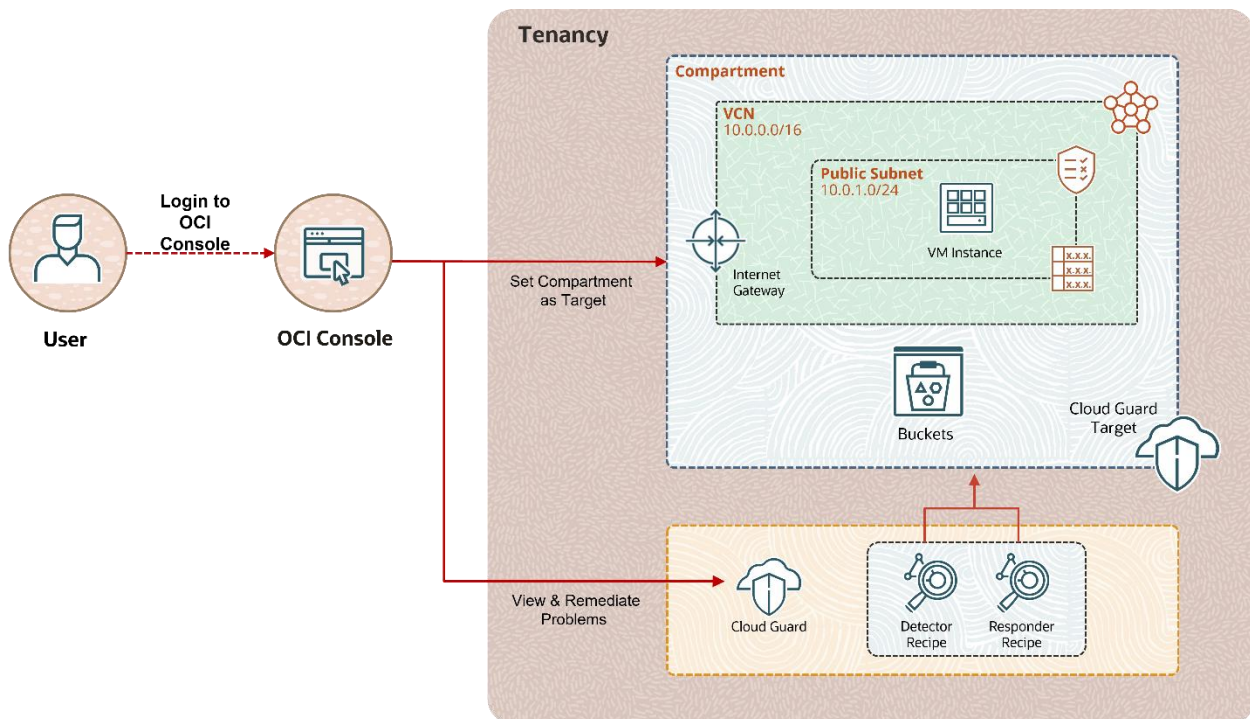 Tenancy
Compartment
VCN
10.0.0.0/16
Public Subnet
10.0.1.0/24
VM Instance
x.x.x.
x.x.x.
x.x.x.
Internet
Gateway
Login to
OCI
Console
User
OCI Console
Set Compartment
as Target
Buckets
Cloud Guard
Target
View & Remediate
Problems
Cloud Guard
Detector
Recipe
Responder
Recipe